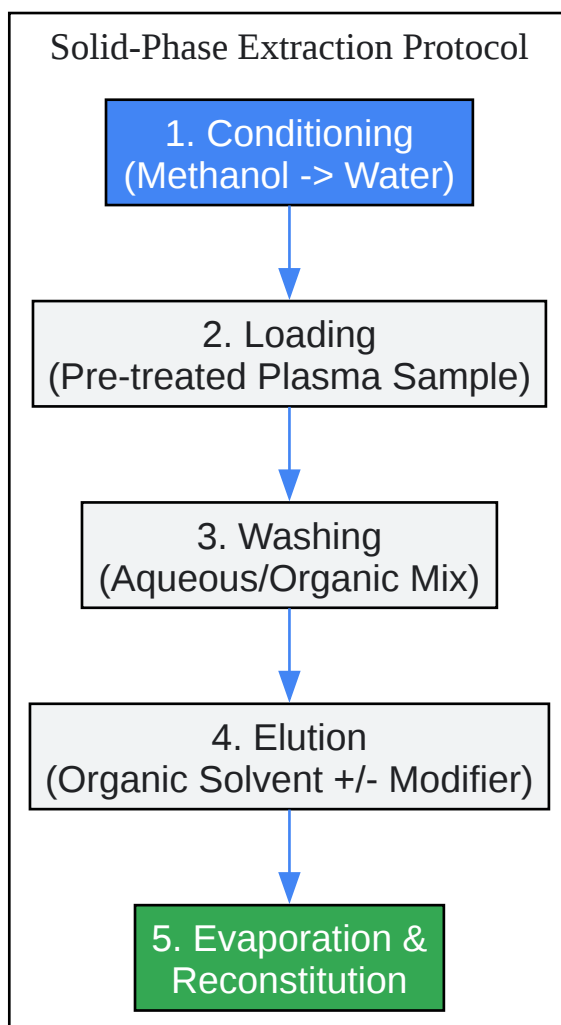 Solid-Phase Extraction Protocol
1. Conditioning
(Methanol -> Water)
2. Loading
(Pre-treated Plasma Sample)
3. Washing
(Aqueous/Organic Mix)
4. Elution
(Organic Solvent +/- Modifier)
5. Evaporation &
Reconstitution